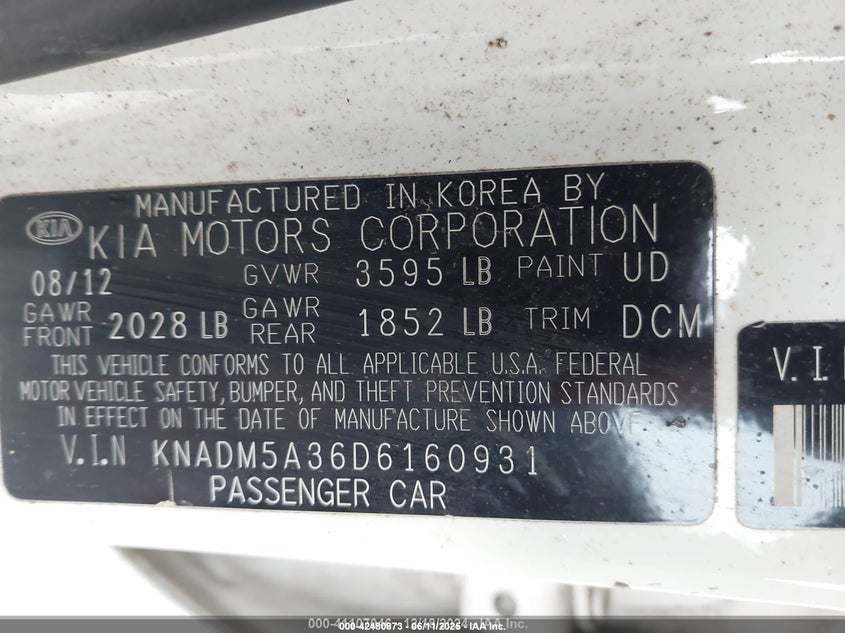 MANUFACTURED IN KOREA BY
KIA KIA MOTORS CORPORATION
08/12 GVWR 3595 LB PAINT UD
GAWR FRONT 2028 LB GAWR REAR 1852 LB TRIM DCM
THIS VEHICLE CONFORMS TO ALL APPLICABLE U.S.A. FEDERAL
MOTOR VEHICLE SAFETY, BUMPER, AND THEFT PREVENTION STANDARDS
IN EFFECT ON THE DATE OF MANUFACTURE SHOWN ABOVE.
V.I.N KNADM5A36D6160931
PASSENGER CAR
V.I.
000-42480873 06/11/2025 - IAA, Inc.